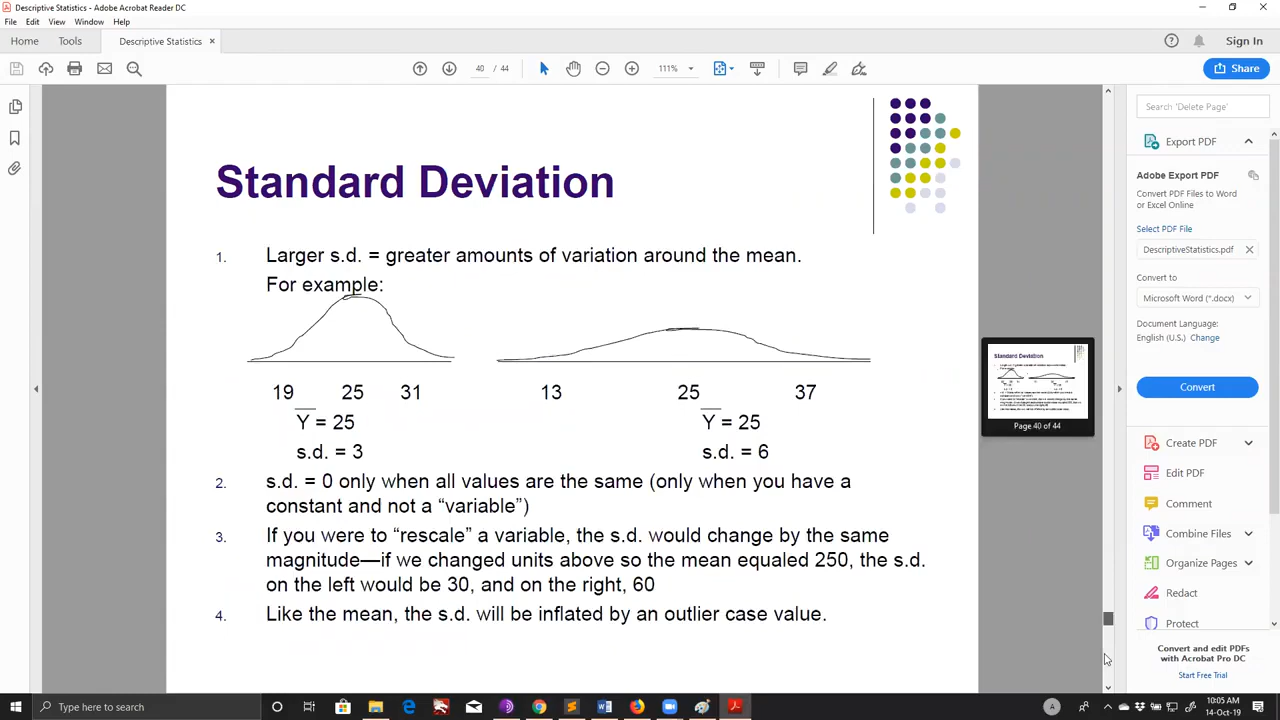 Descriptive Statistics - Adobe Acrobat Reader DC
File Edit View Window Help
Home Tools Descriptive Statistics × Sign In
40 / 44 111% Share
Search 'Delete Page'
Export PDF
Adobe Export PDF
Convert PDF Files to Word
or Excel Online
Select PDF File
DescriptiveStatistics.pdf
Convert to
Microsoft Word (*.docx)
Document Language:
English (U.S.) Change
Convert
Create PDF
Edit PDF
Comment
Combine Files
Organize Pages
Redact
Protect
Convert and edit PDFs
with Acrobat Pro DC
Start Free Trial
Standard Deviation
1. Larger s.d. = greater amounts of variation around the mean.
For example:
19 25 31 13 25 37
Y = 25 Y = 25
s.d. = 3 s.d. = 6
2. s.d. = 0 only when all values are the same (only when you have a
constant and not a “variable”)
3. If you were to “rescale” a variable, the s.d. would change by the same
magnitude—if we changed units above so the mean equaled 250, the s.d.
on the left would be 30, and on the right, 60
4. Like the mean, the s.d. will be inflated by an outlier case value.
Standard Deviation
Page 40 of 44
Type here to search
10:05 AM
14-Oct-19